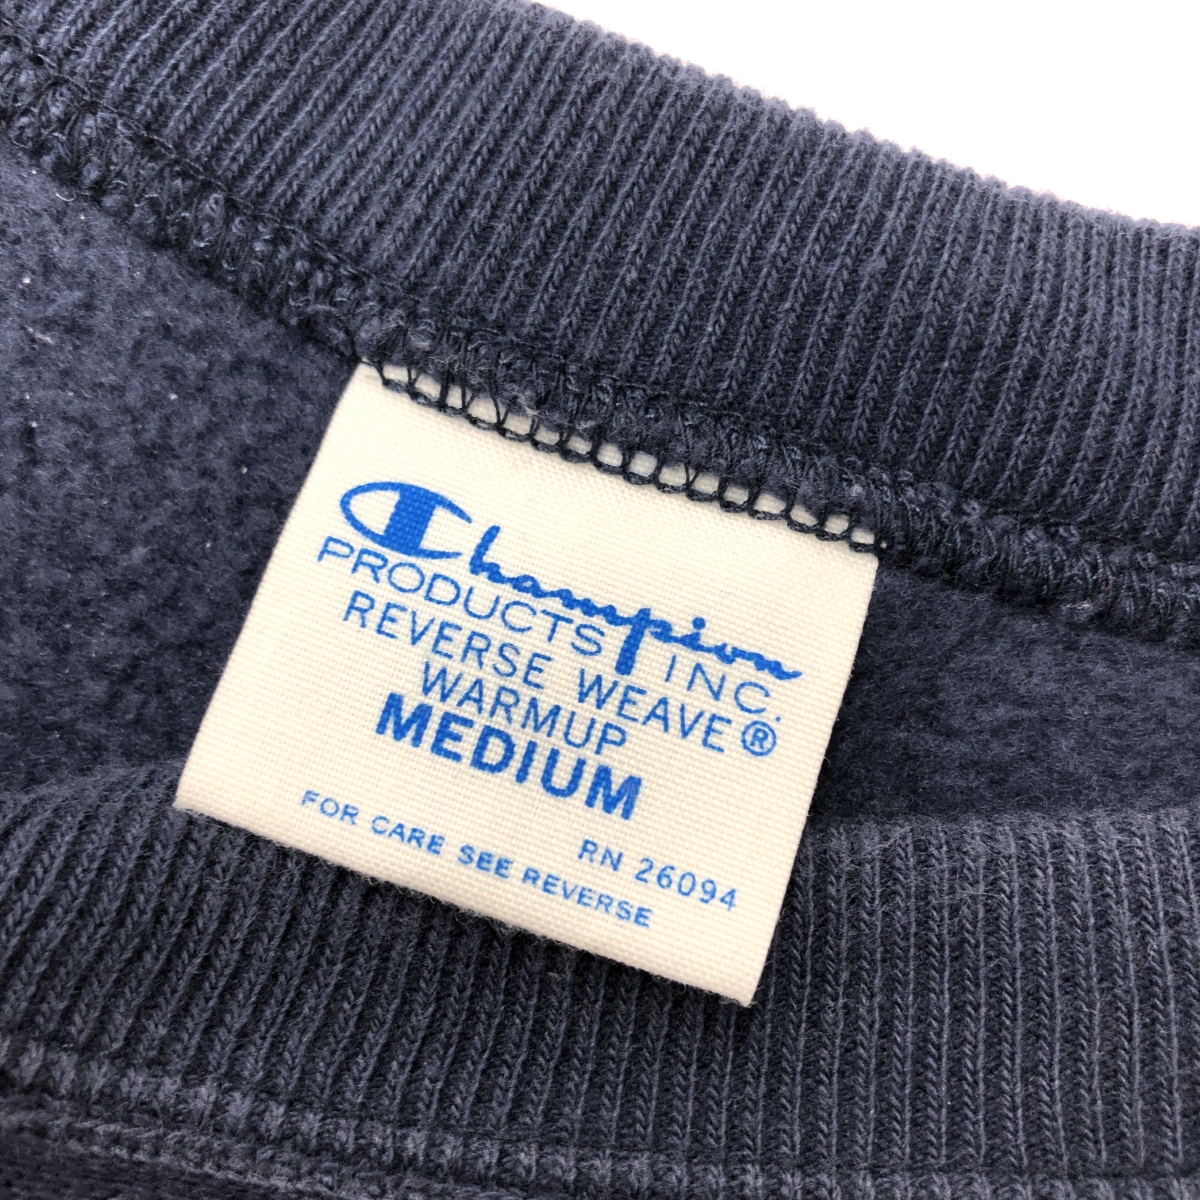 Champion
PRODUCTS INC.
REVERSE WEAVE®
WARMUP
MEDIUM
RN 26094
FOR CARE SEE REVERSE